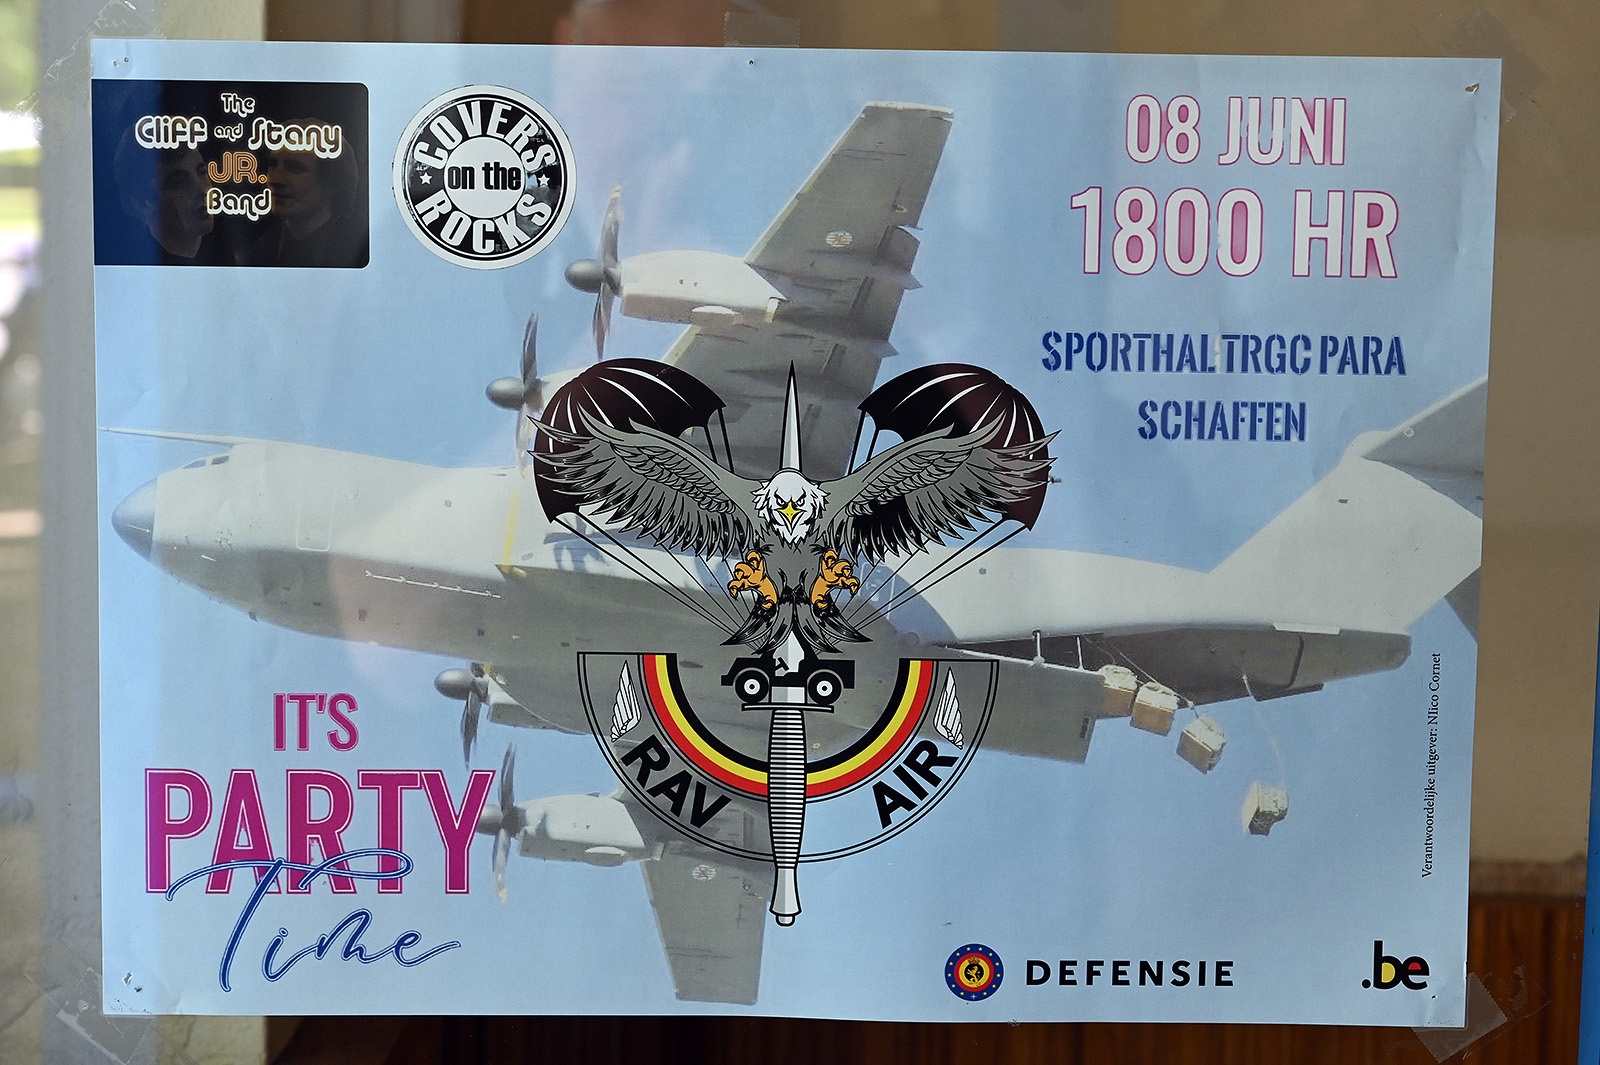 The
Cliff and Stany
JR.
Band
COVERS
on the
ROCKS
08 JUNI
1800 HR
SPORTHAL TRGC PARA
SCHAFFEN
RAV AIR
IT'S
PARTY
Time
Verantwoordelijke uitgever: NIico Cornet
DEFENSIE
.be